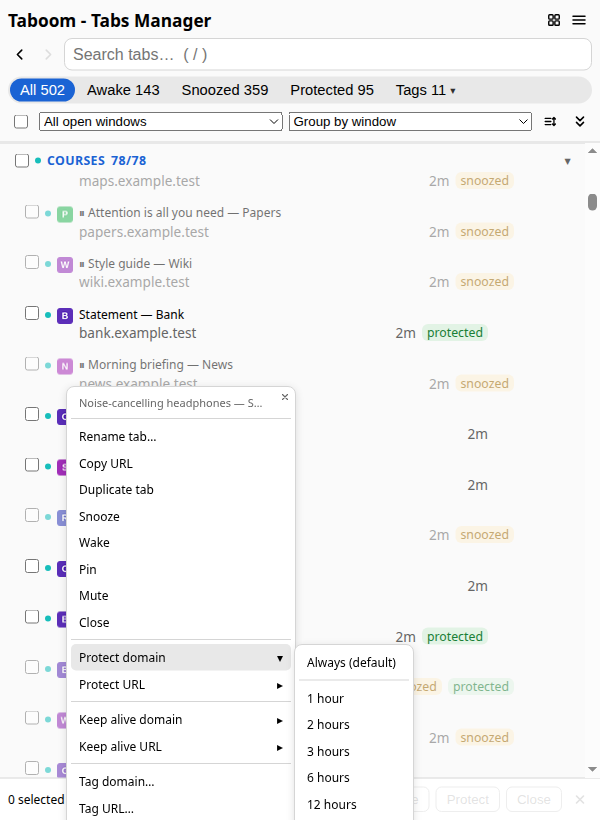 Taboom - Tabs Manager
Search tabs… ( / )
All 502 Awake 143 Snoozed 359 Protected 95 Tags 11 ▾
All open windows Group by window
COURSES 78/78 ▼
maps.example.test 2m snoozed
P Attention is all you need — Papers
papers.example.test 2m snoozed
W Style guide — Wiki
wiki.example.test 2m snoozed
B Statement — Bank
bank.example.test 2m protected
N Morning briefing — News
news.example.test 2m snoozed
Noise-cancelling headphones — S... ×
Rename tab...
2m
Copy URL
Duplicate tab
2m
Snooze
2m snoozed
Wake
Pin
2m
Mute
Close
2m protected
Protect domain ▾
Always (default)
Protect URL ▸
protected
1 hour
Keep alive domain ▸
2 hours
2m snoozed
Keep alive URL ▸
3 hours
Tag domain...
6 hours
0 selected
Protect Close ✕
Tag URL...
12 hours